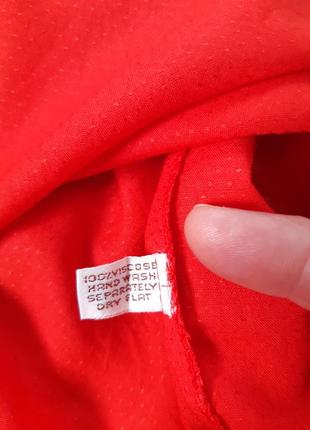 100%VISCOSE
HAND WASH
SEPARATELY
DRY FLAT